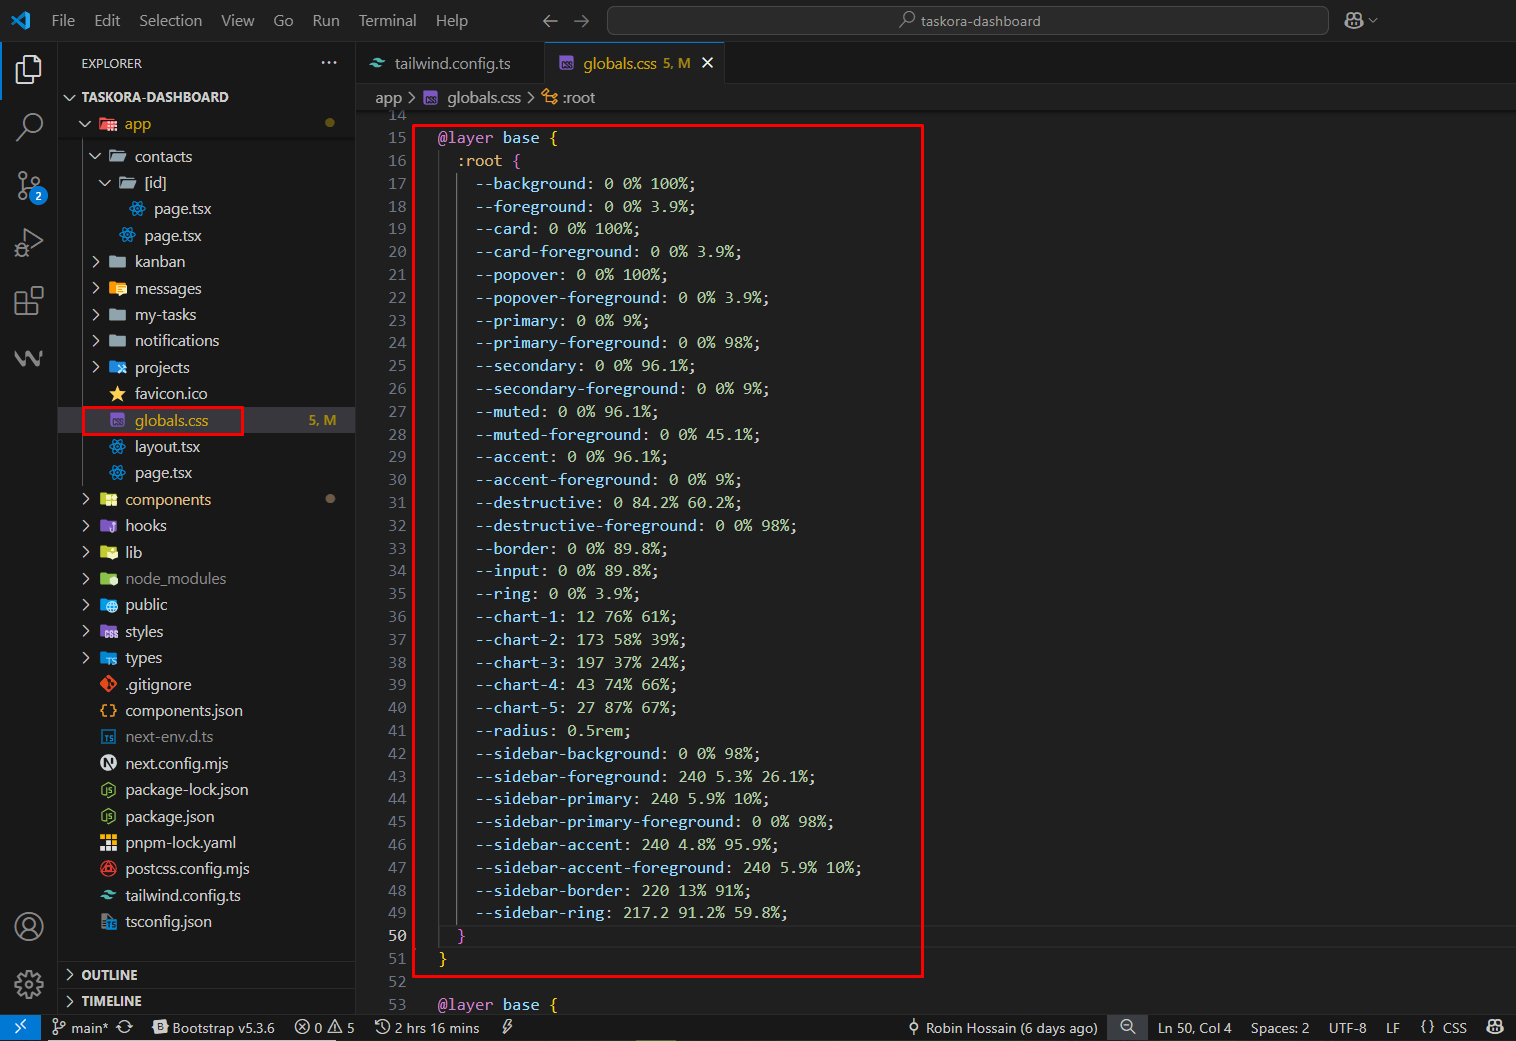 File Edit Selection View Go Run Terminal Help
taskora-dashboard
EXPLORER
TASKORA-DASHBOARD
app
contacts
[id]
page.tsx
page.tsx
kanban
messages
my-tasks
notifications
projects
favicon.ico
globals.css 5, M
layout.tsx
page.tsx
components
hooks
lib
node_modules
public
styles
types
.gitignore
components.json
next-env.d.ts
next.config.mjs
package-lock.json
package.json
pnpm-lock.yaml
postcss.config.mjs
tailwind.config.ts
tsconfig.json
OUTLINE
TIMELINE
2
tailwind.config.ts
globals.css 5, M
app > globals.css > :root
14
15 @layer base {
16 :root {
17 --background: 0 0% 100%;
18 --foreground: 0 0% 3.9%;
19 --card: 0 0% 100%;
20 --card-foreground: 0 0% 3.9%;
21 --popover: 0 0% 100%;
22 --popover-foreground: 0 0% 3.9%;
23 --primary: 0 0% 9%;
24 --primary-foreground: 0 0% 98%;
25 --secondary: 0 0% 96.1%;
26 --secondary-foreground: 0 0% 9%;
27 --muted: 0 0% 96.1%;
28 --muted-foreground: 0 0% 45.1%;
29 --accent: 0 0% 96.1%;
30 --accent-foreground: 0 0% 9%;
31 --destructive: 0 84.2% 60.2%;
32 --destructive-foreground: 0 0% 98%;
33 --border: 0 0% 89.8%;
34 --input: 0 0% 89.8%;
35 --ring: 0 0% 3.9%;
36 --chart-1: 12 76% 61%;
37 --chart-2: 173 58% 39%;
38 --chart-3: 197 37% 24%;
39 --chart-4: 43 74% 66%;
40 --chart-5: 27 87% 67%;
41 --radius: 0.5rem;
42 --sidebar-background: 0 0% 98%;
43 --sidebar-foreground: 240 5.3% 26.1%;
44 --sidebar-primary: 240 5.9% 10%;
45 --sidebar-primary-foreground: 0 0% 98%;
46 --sidebar-accent: 240 4.8% 95.9%;
47 --sidebar-accent-foreground: 240 5.9% 10%;
48 --sidebar-border: 220 13% 91%;
49 --sidebar-ring: 217.2 91.2% 59.8%;
50 }
51 }
52
53 @layer base {
main* Bootstrap v5.3.6 0 5 2 hrs 16 mins Robin Hossain (6 days ago) Ln 50, Col 4 Spaces: 2 UTF-8 LF {} CSS